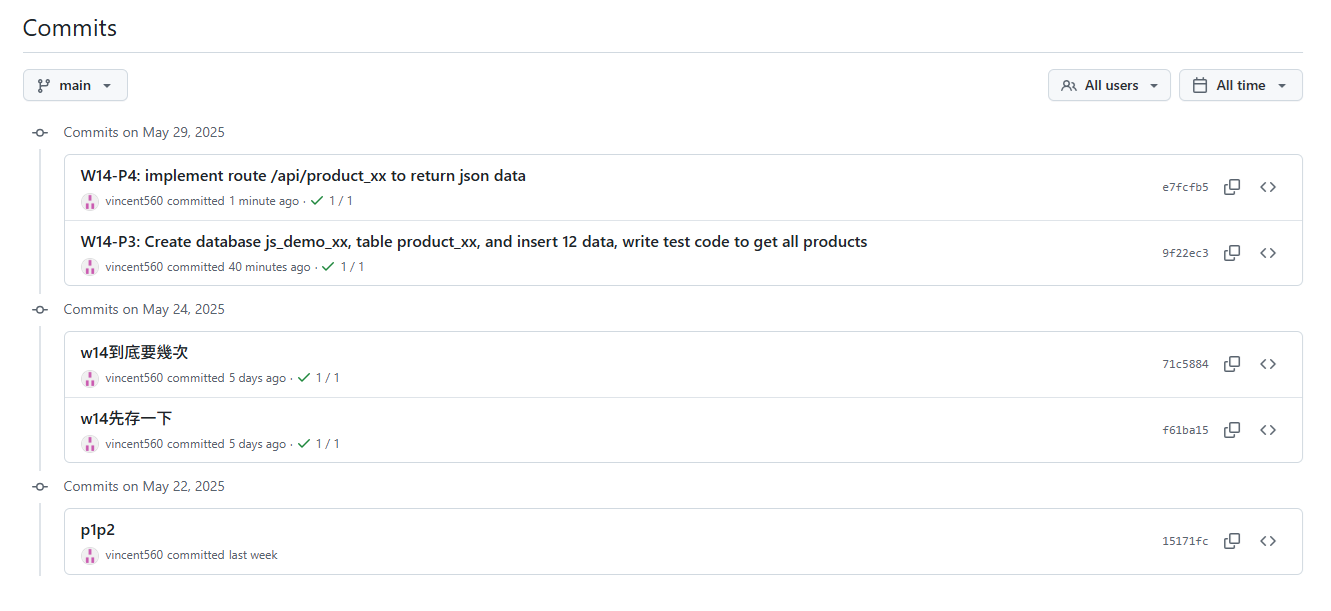 Commits
main
All users
All time
Commits on May 29, 2025
W14-P4: implement route /api/product_xx to return json data
vincent560 committed 1 minute ago · 1 / 1
e7fcfb5
W14-P3: Create database js_demo_xx, table product_xx, and insert 12 data, write test code to get all products
vincent560 committed 40 minutes ago · 1 / 1
9f22ec3
Commits on May 24, 2025
w14到底要幾次
vincent560 committed 5 days ago · 1 / 1
71c5884
w14先存一下
vincent560 committed 5 days ago · 1 / 1
f61ba15
Commits on May 22, 2025
p1p2
vincent560 committed last week
15171fc